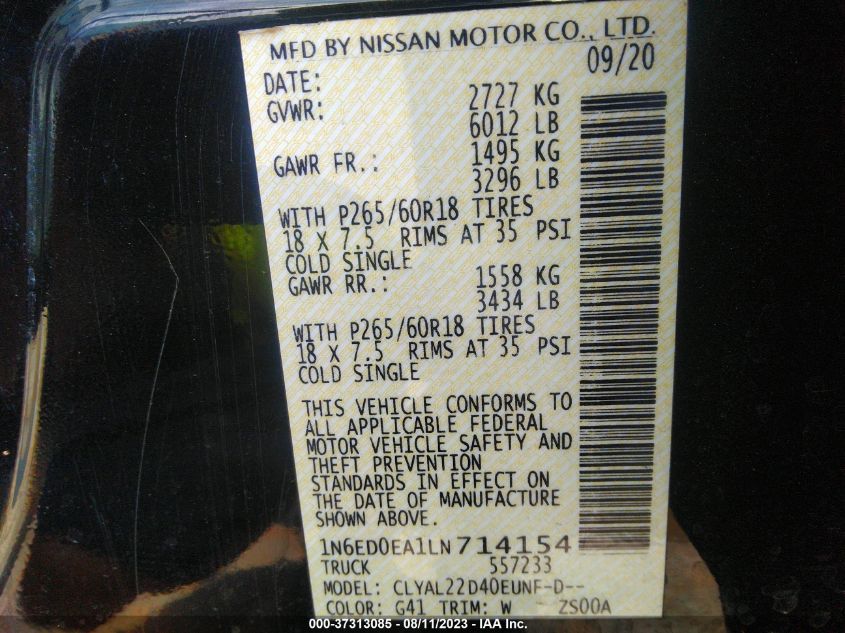 MFD BY NISSAN MOTOR CO., LTD.
DATE: 09/20
GVWR: 2727 KG
6012 LB
GAWR FR.: 1495 KG
3296 LB
WITH P265/60R18 TIRES
18 X 7.5 RIMS AT 35 PSI
COLD SINGLE
GAWR RR.: 1558 KG
3434 LB
WITH P265/60R18 TIRES
18 X 7.5 RIMS AT 35 PSI
COLD SINGLE
THIS VEHICLE CONFORMS TO
ALL APPLICABLE FEDERAL
MOTOR VEHICLE SAFETY AND
THEFT PREVENTION
STANDARDS IN EFFECT ON
THE DATE OF MANUFACTURE
SHOWN ABOVE.
1N6ED0EA1LN714154
TRUCK 557233
MODEL: CLYAL22D40EUNF-D--
COLOR: G41 TRIM: W ZS00A
000-37313085 - 08/11/2023 - IAA Inc.